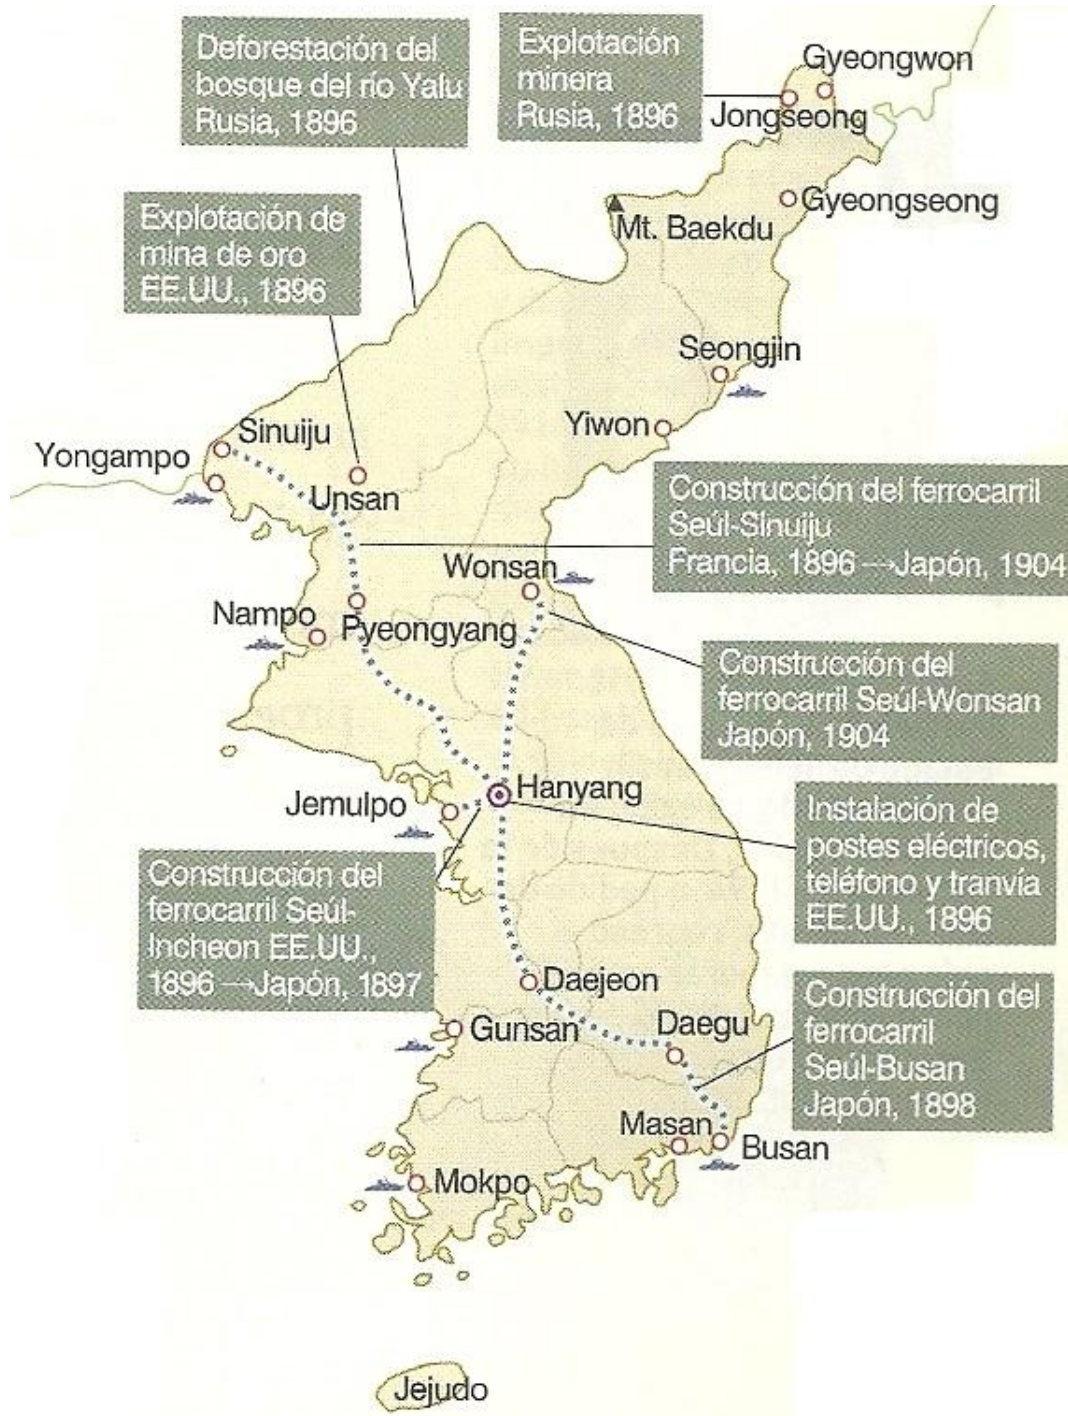 Deforestación del
bosque del río Yalu
Rusia, 1896
Explotación
minera
Rusia, 1896
Gyeongwon
Jongseong
Explotación de
mina de oro
EE.UU., 1896
Gyeongseong
Mt. Baekdu
Seongjin
Yiwon
Sinuiju
Yongampo
Unsan
Construcción del ferrocarril
Seúl-Sinuiju
Francia, 1896→Japón, 1904
Wonsan
Nampo
Pyeongyang
Construcción del
ferrocarril Seúl-Wonsan
Japón, 1904
Hanyang
Jemulpo
Instalación de
postes eléctricos,
teléfono y tranvía
EE.UU., 1896
Construcción del
ferrocarril Seúl-
Incheon EE.UU.,
1896→Japón, 1897
Daejeon
Gunsan
Daegu
Construcción del
ferrocarril
Seúl-Busan
Japón, 1898
Masan
Busan
Mokpo
Jejudo